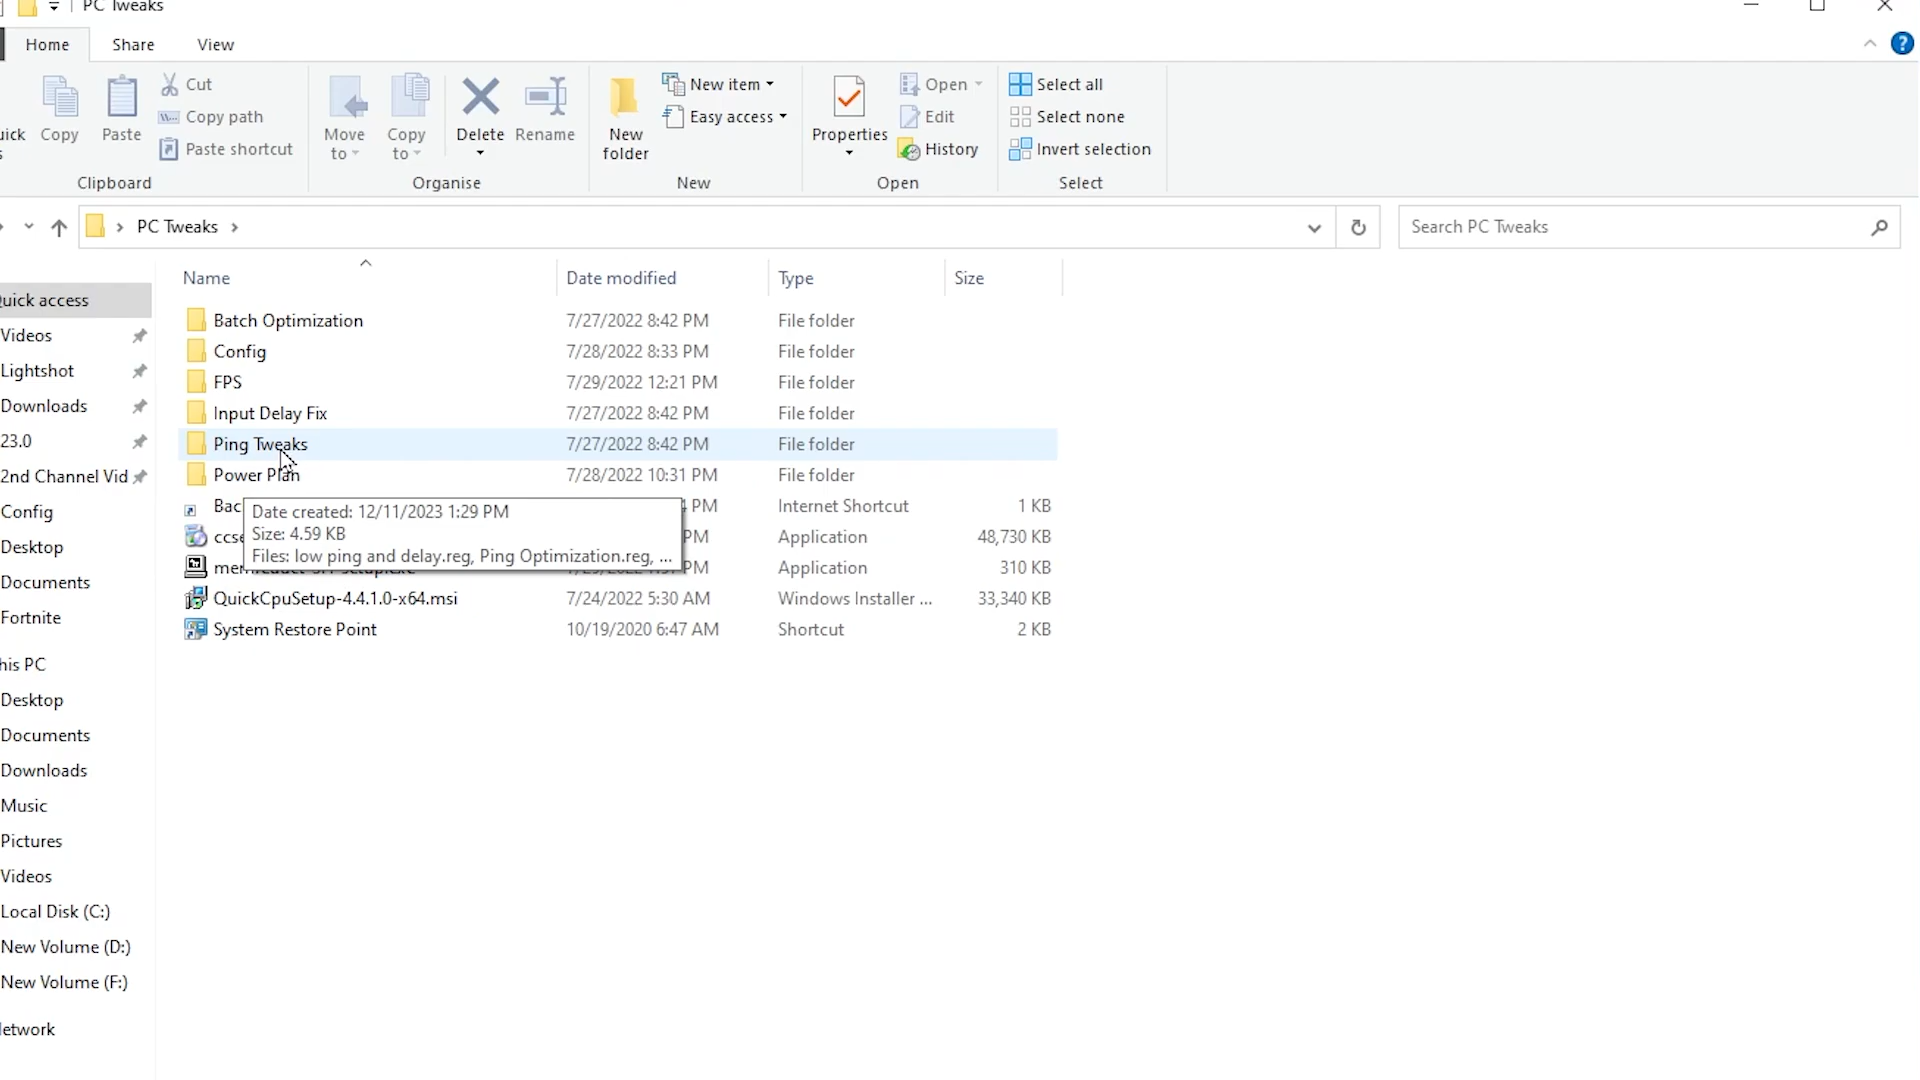 PC Tweaks
Home Share View
Cut
Copy path
Paste shortcut
Copy
Paste
Clipboard
Move to
Copy to
Delete
Rename
Organise
New folder
New item
Easy access
New
Properties
Open
Edit
History
Open
Select all
Select none
Invert selection
Select
PC Tweaks
Search PC Tweaks
Name Date modified Type Size
Batch Optimization 7/27/2022 8:42 PM File folder
Config 7/28/2022 8:33 PM File folder
FPS 7/29/2022 12:21 PM File folder
Input Delay Fix 7/27/2022 8:42 PM File folder
Ping Tweaks 7/27/2022 8:42 PM File folder
Power Plan 7/28/2022 10:31 PM File folder
Bac PM Internet Shortcut 1 KB
ccse PM Application 48,730 KB
PM Application 310 KB
QuickCpuSetup-4.4.1.0-x64.msi 7/24/2022 5:30 AM Windows Installer ...
33,340 KB
System Restore Point 10/19/2020 6:47 AM Shortcut 2 KB
Date created: 12/11/2023 1:29 PM
Size: 4.59 KB
Files: low ping and delay.reg, Ping Optimization.reg, ...
uick access
Videos
Lightshot
Downloads
23.0
2nd Channel Vid
Config
Desktop
Documents
Fortnite
his PC
Desktop
Documents
Downloads
Music
Pictures
Videos
Local Disk (C:)
New Volume (D:)
New Volume (F:)
etwork